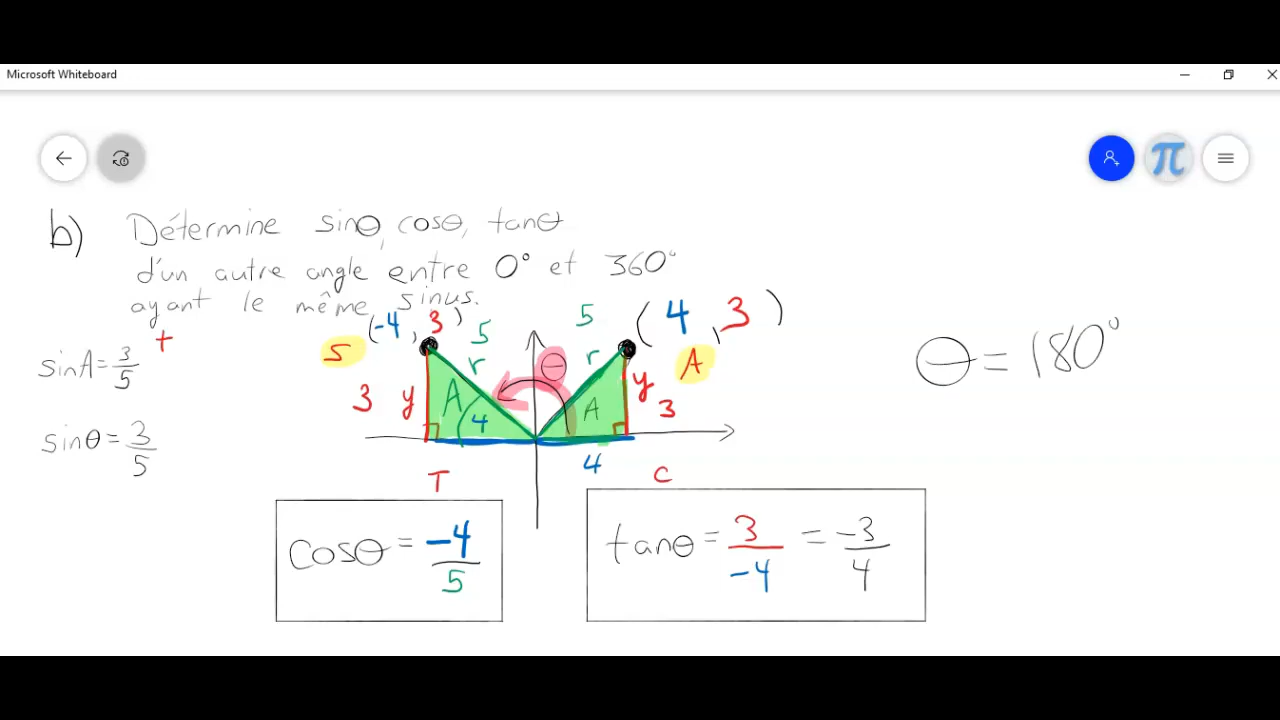 Microsoft Whiteboard
π
b) Détermine sinθ, cosθ, tanθ
d'un autre angle entre 0° et 360°
ayant le même sinus.
+
(-4, 3)
5
5
(4, 3)
S
r
θ
r
A
sinA = 3/5
θ = 180°
3 y
A
4
A
y
3
sinθ = 3/5
4
T
C
cosθ = -4/5
tanθ = 3/-4 = -3/4